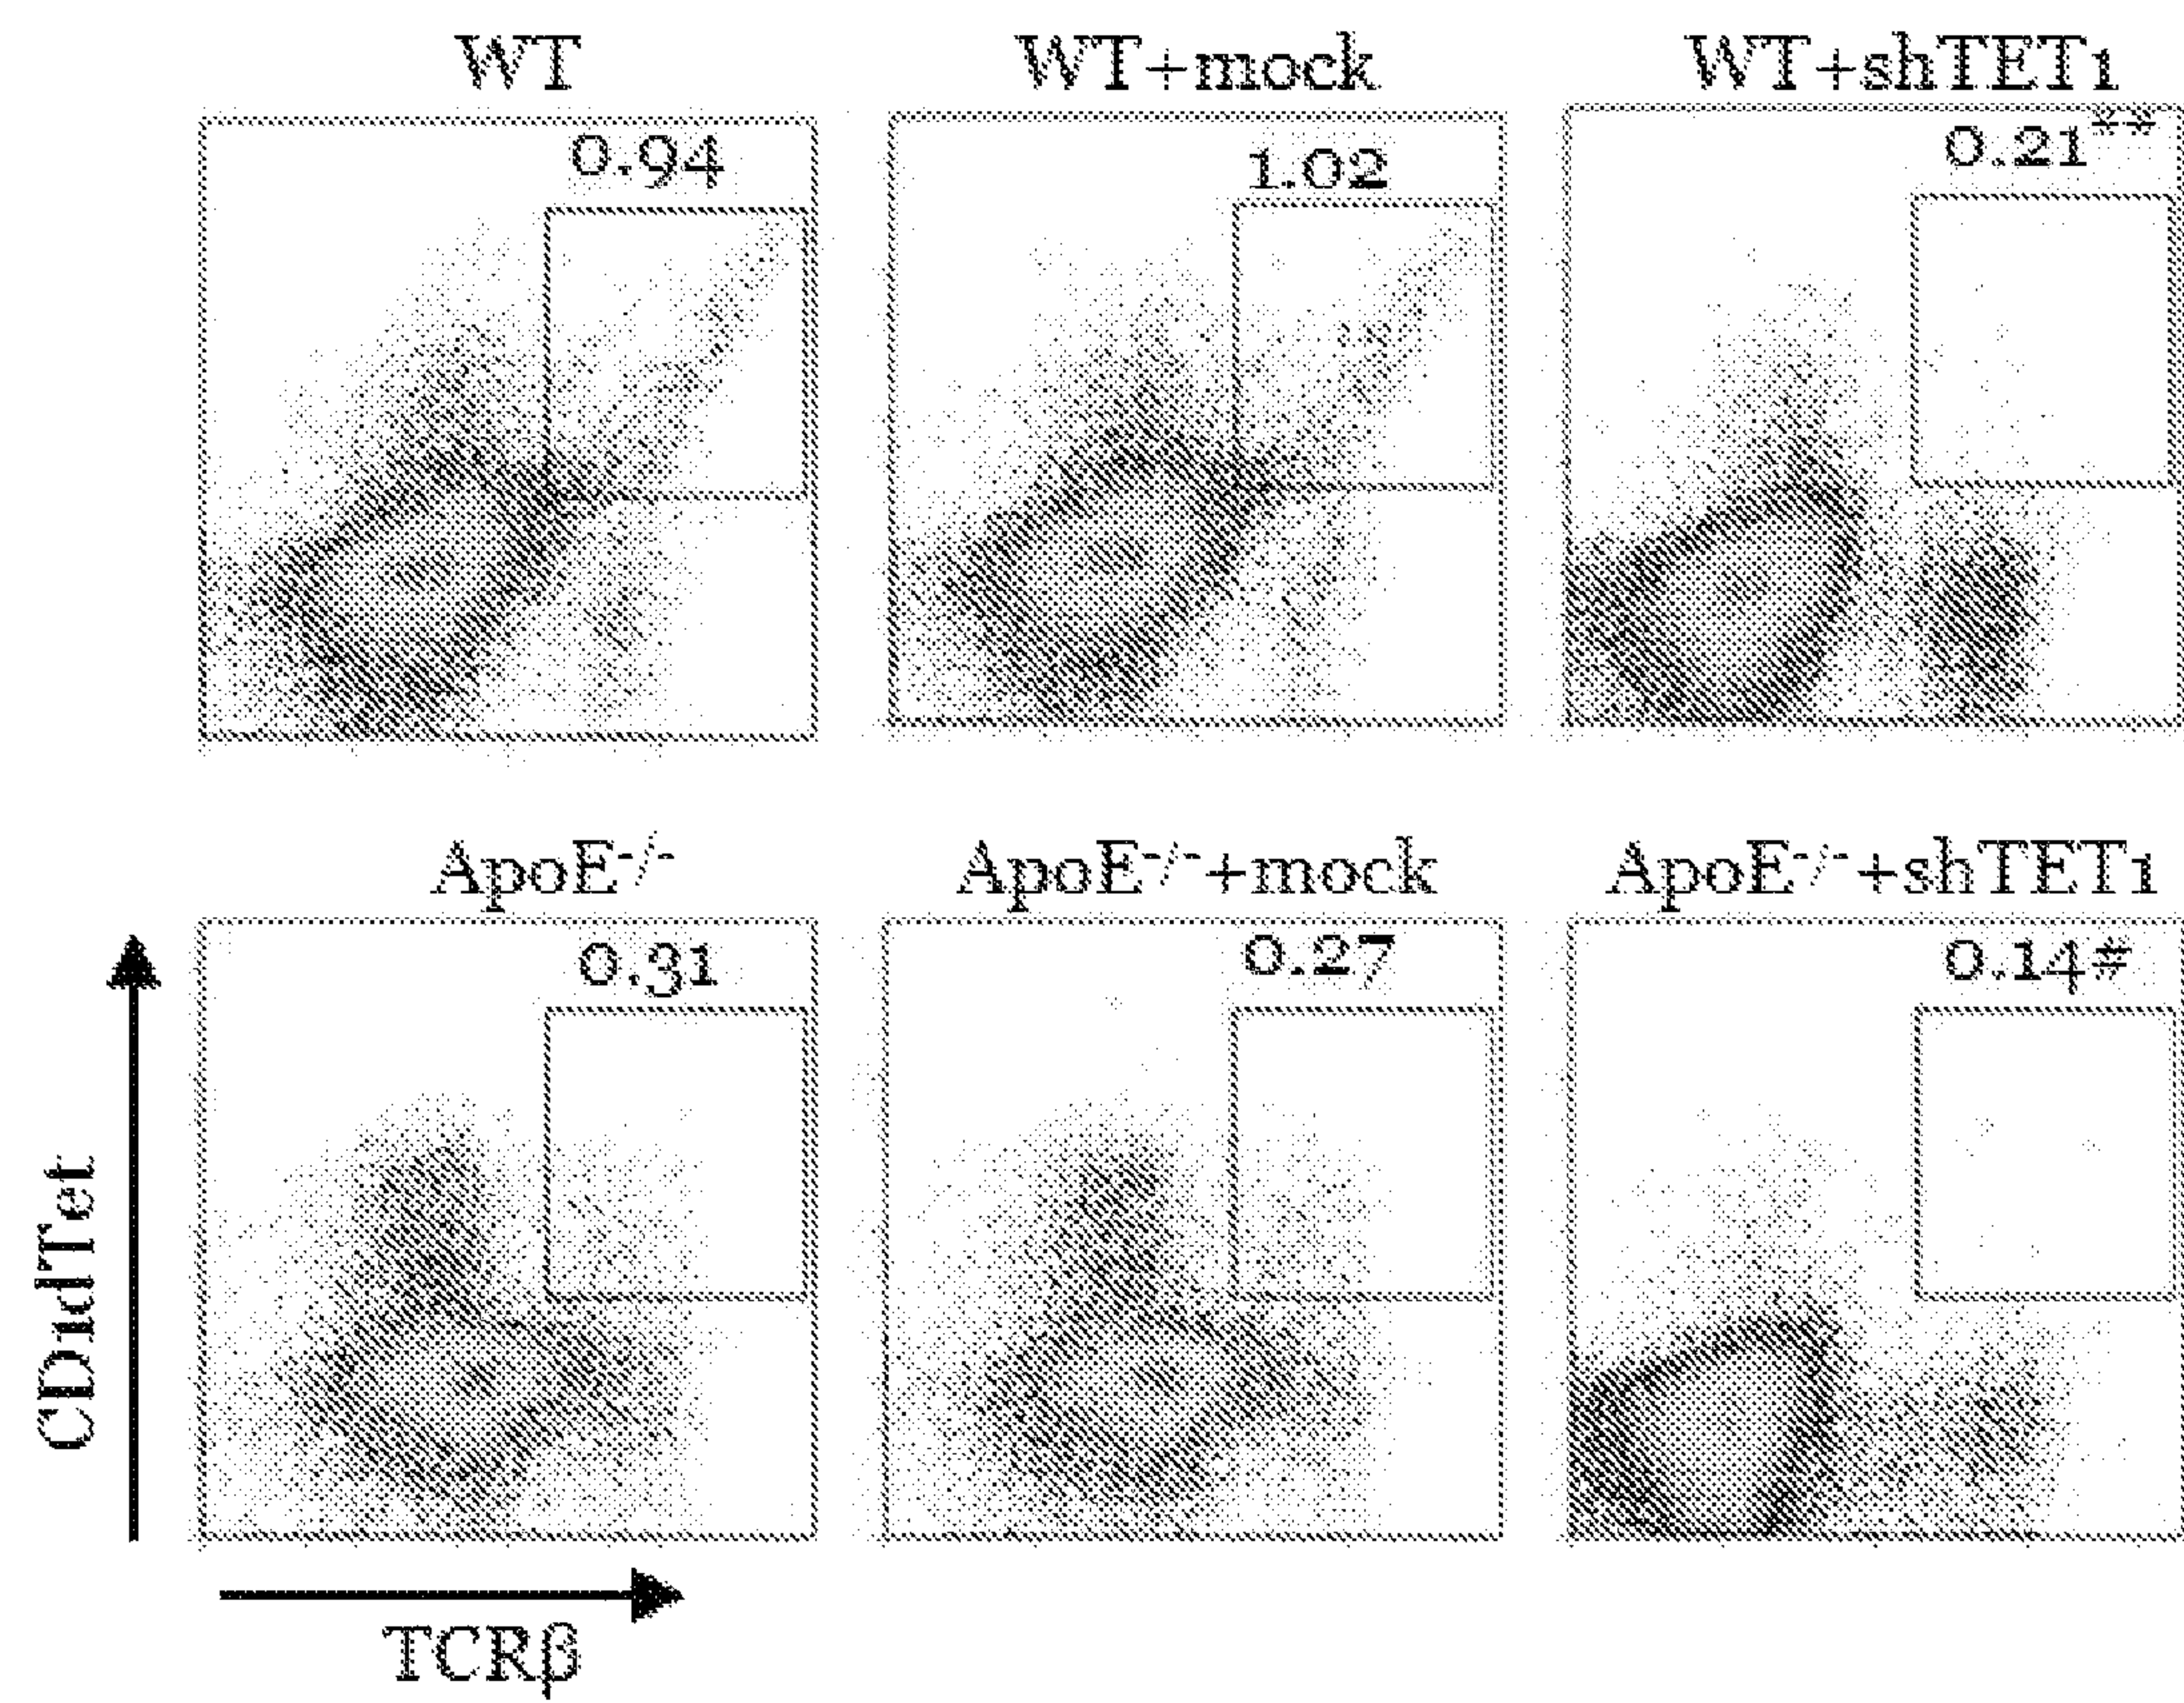 WT
WT+mock
WT+shTET1
0.94
1.02
0.21**
ApoE-/-
ApoE-/-+mock
ApoE-/-+shTET1
0.31
0.27
0.14#
CD1dTet
TCRβ